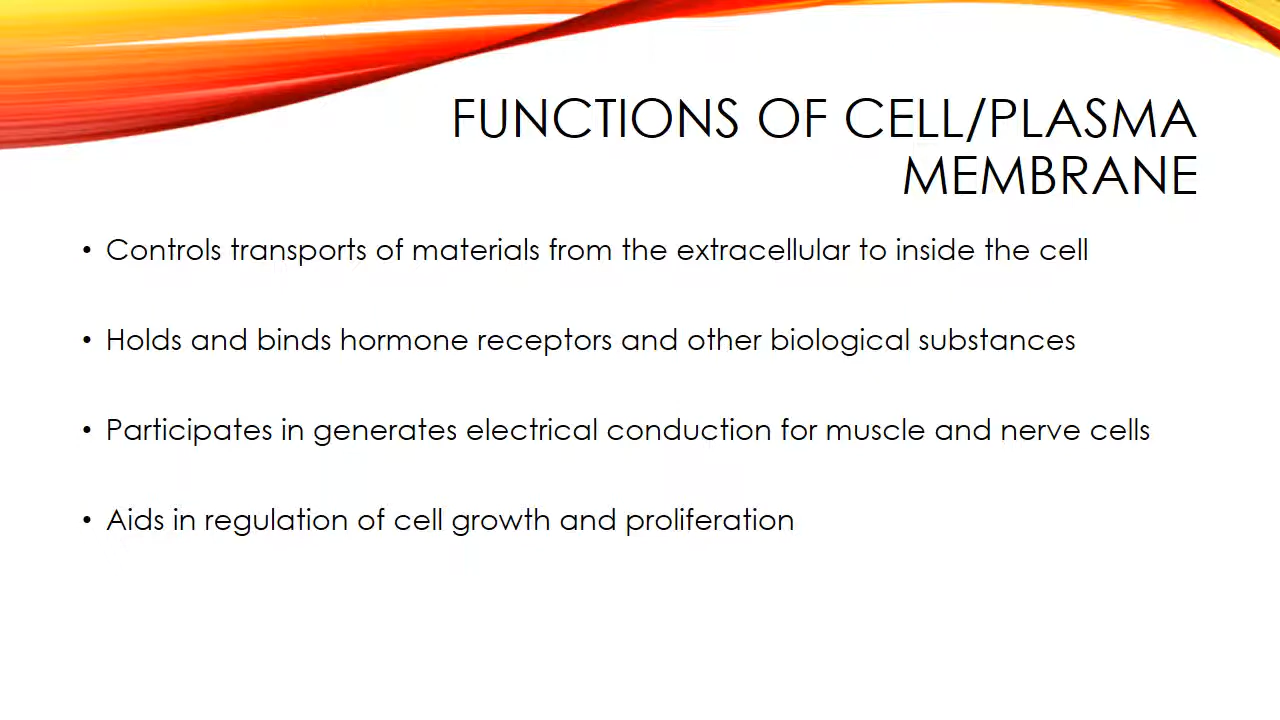 FUNCTIONS OF CELL/PLASMA
MEMBRANE
• Controls transports of materials from the extracellular to inside the cell
• Holds and binds hormone receptors and other biological substances
• Participates in generates electrical conduction for muscle and nerve cells
• Aids in regulation of cell growth and proliferation